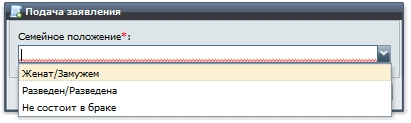 Подача заявления
Семейное положение*:
Женат/Замужем
Разведен/Разведена
Не состоит в браке